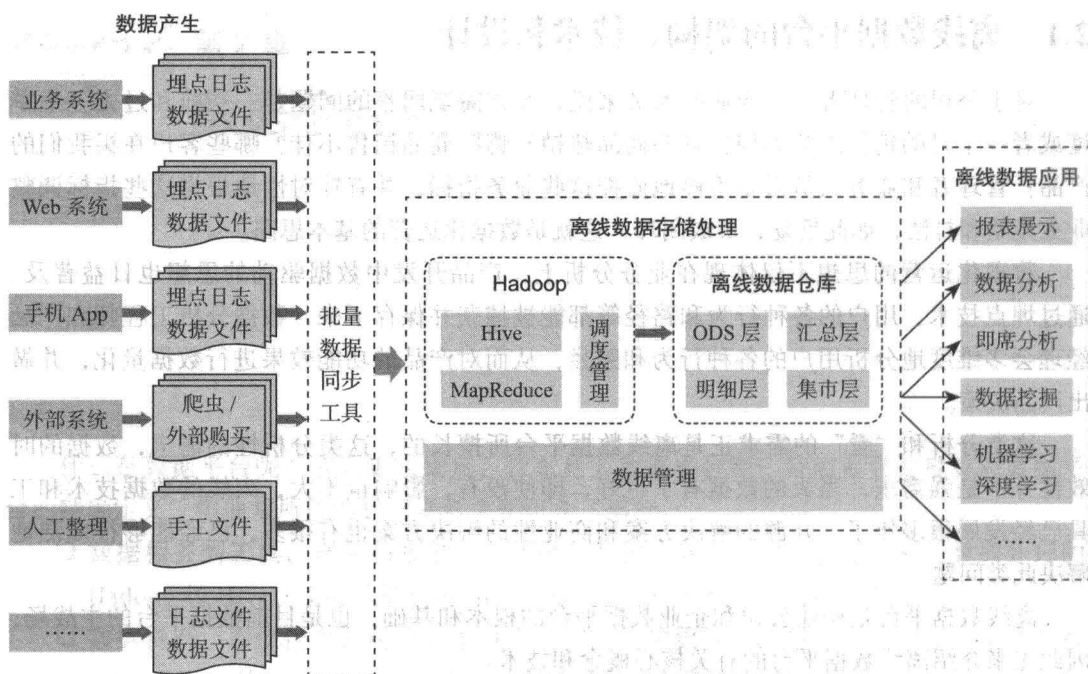 数据产生
业务系统
埋点日志
数据文件
Web 系统
埋点日志
数据文件
手机 App
埋点日志
数据文件
外部系统
爬虫 /
外部购买
人工整理
手工文件
……
日志文件
数据文件
批量
数据
同步
工具
离线数据存储处理
Hadoop
Hive
MapReduce
调度管理
离线数据仓库
ODS 层
汇总层
明细层
集市层
数据管理
离线数据应用
报表展示
数据分析
即席分析
数据挖掘
机器学习
深度学习
……